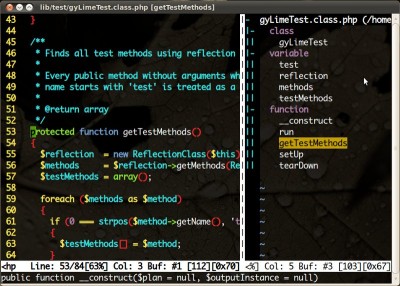 lib/test/gyLimeTest.class.php [getTestMethods]
43 }
44
45 /**
46 * Finds all test methods using reflection
47 *
48 * Every public method without arguments wh
49 * name starts with 'test' is treated as a
50 *
51 * @return array
52 */
53 protected function getTestMethods()
54 {
55 $reflection = new ReflectionClass($this)
56 $methods = $reflection->getMethods(Re
57 $testMethods = array();
58
59 foreach ($methods as $method)
60 {
61 if (0 === strpos($method->getName(), 't
62 {
63 $testMethods[] = $method;
64 }
<hp Line: 53/84[63%] Col: 3 Buf: #1 [112][0x70]
gyLimeTest.class.php (/home
|- class
|| gyLimeTest
|- variable
|| test
|| reflection
|| methods
|| testMethods
|- function
|| __construct
|| run
|| getTestMethods
|| setUp
|| tearDown
~
~
~
~
~
~
~
<%] Col: 5 Buf: #3 [103][0x67]
public function __construct($plan = null, $outputInstance = null)